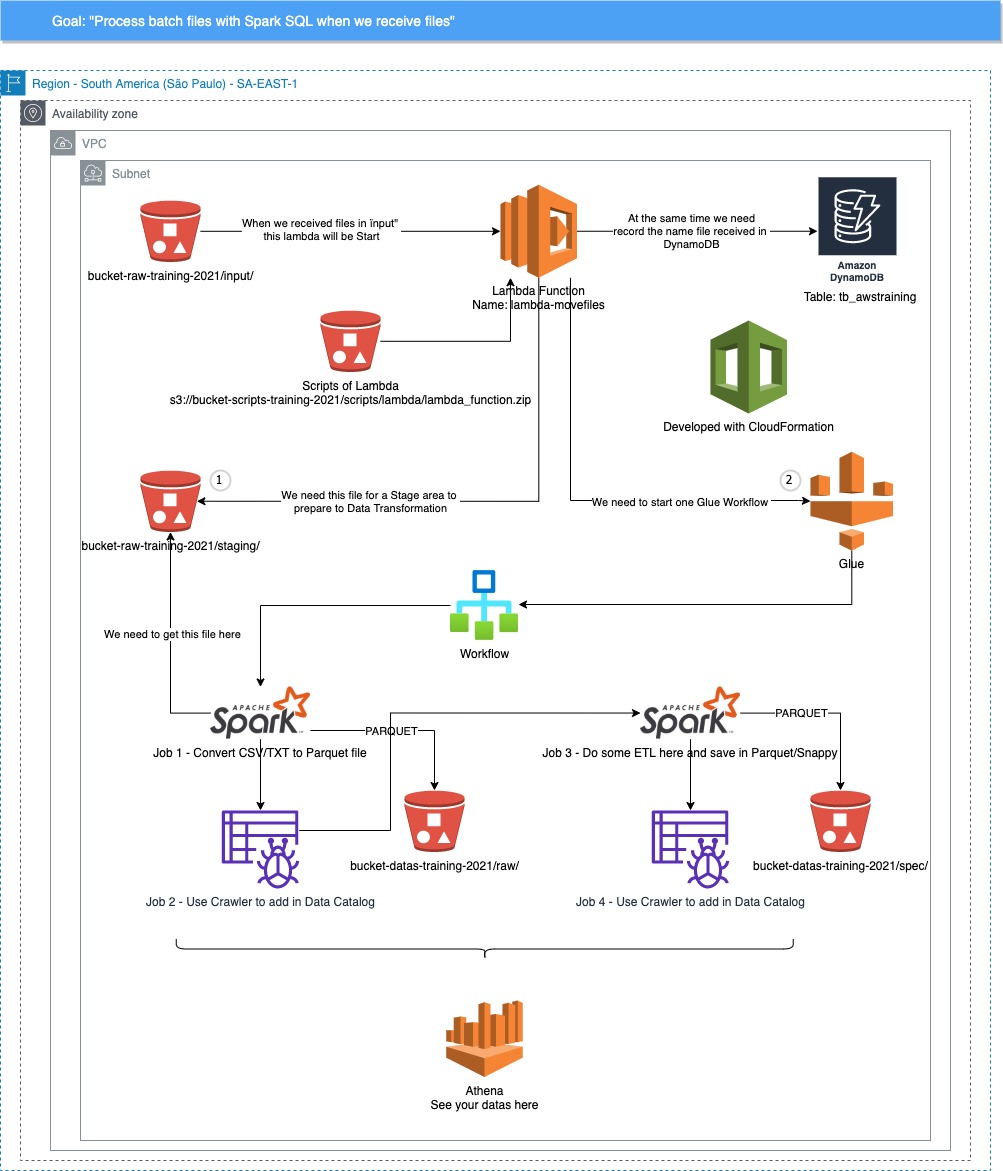 Goal: "Process batch files with Spark SQL when we receive files"
Region - South America (São Paulo) - SA-EAST-1
Availability zone
VPC
Subnet
When we received files in ïnput"
this lambda will be Start
At the same time we need
record the name file received in
DynamoDB
bucket-raw-training-2021/input/
Lambda Function
Name: lambda-movefiles
Amazon
DynamoDB
Table: tb_awstraining
Scripts of Lambda
s3://bucket-scripts-training-2021/scripts/lambda/lambda_function.zip
Developed with CloudFormation
1
We need this file for a Stage area to
prepare to Data Transformation
2
We need to start one Glue Workflow
bucket-raw-training-2021/staging/
Glue
We need to get this file here
Workflow
APACHE
Spark
PARQUET
Job 1 - Convert CSV/TXT to Parquet file
APACHE
Spark
PARQUET
Job 3 - Do some ETL here and save in Parquet/Snappy
bucket-datas-training-2021/raw/
bucket-datas-training-2021/spec/
Job 2 - Use Crawler to add in Data Catalog
Job 4 - Use Crawler to add in Data Catalog
Athena
See your datas here